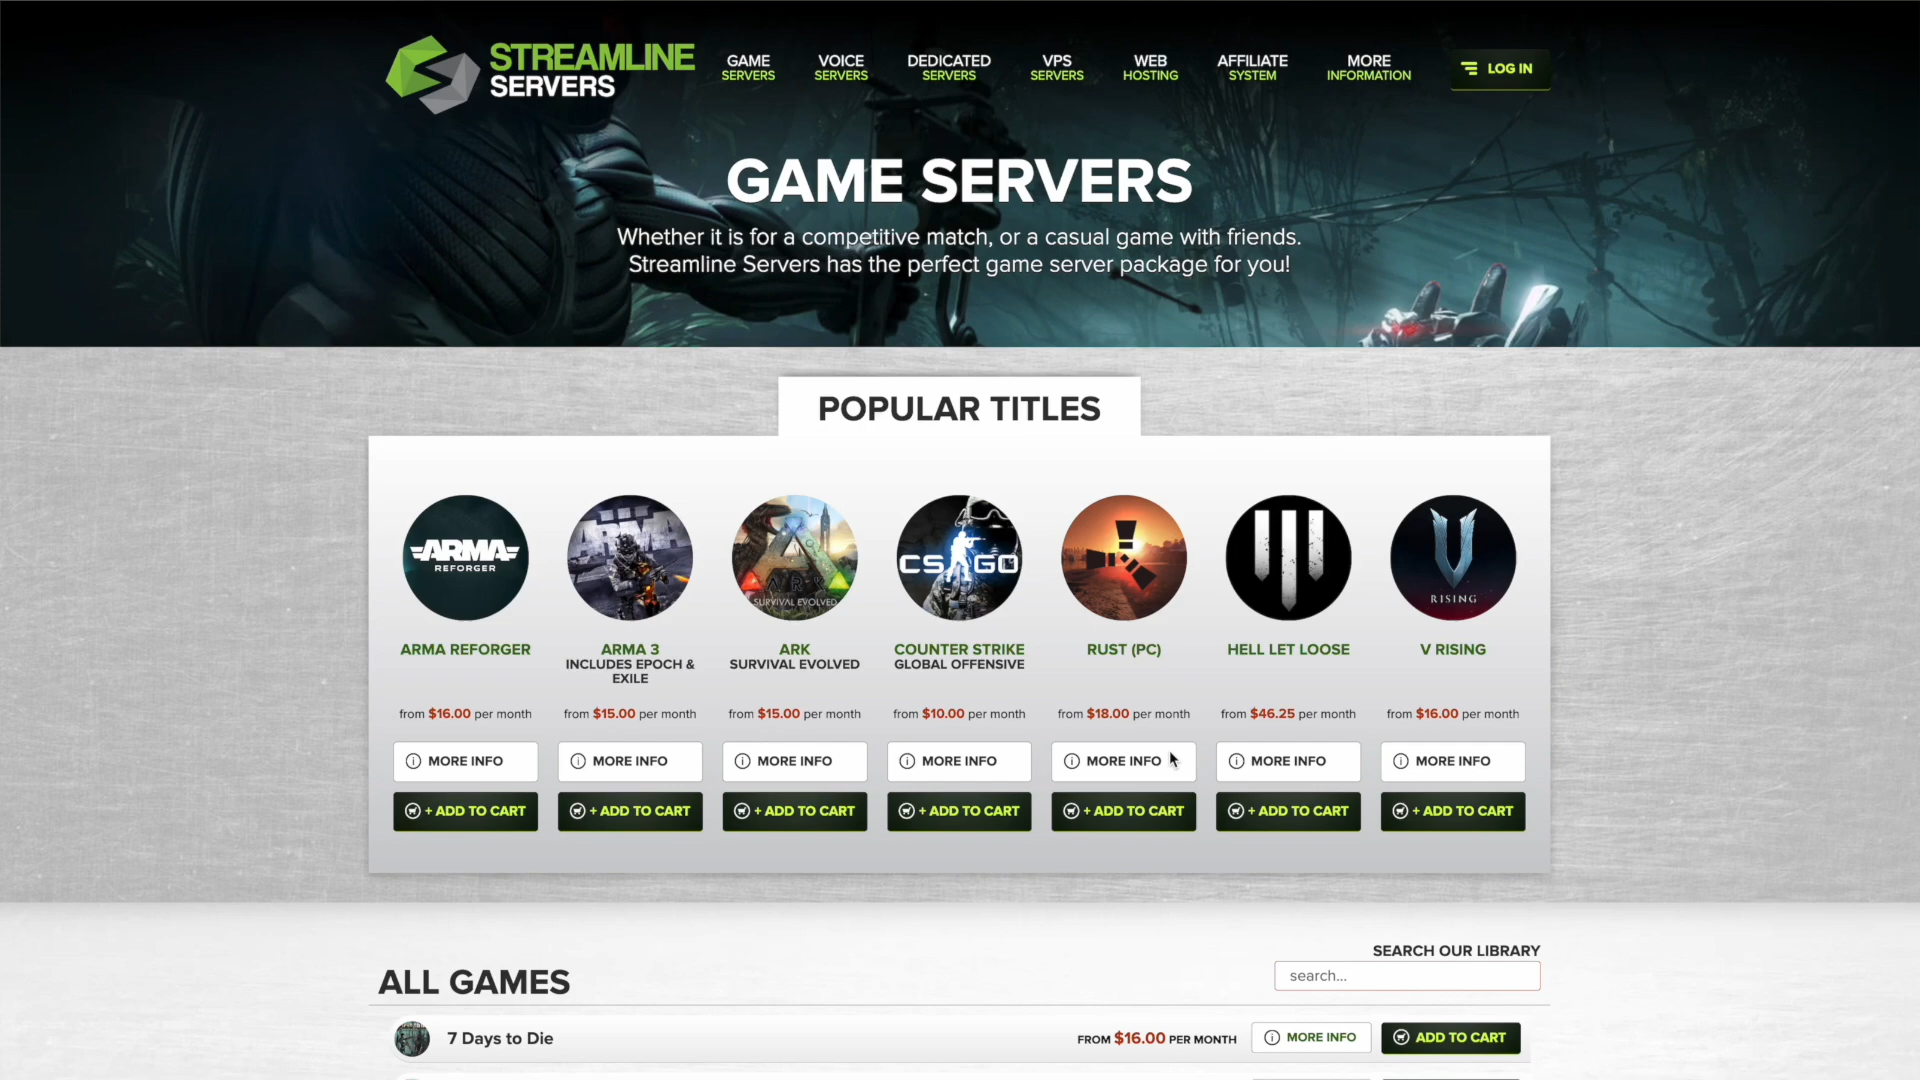 STREAMLINE
SERVERS
GAME
SERVERS
VOICE
SERVERS
DEDICATED
SERVERS
VPS
SERVERS
WEB
HOSTING
AFFILIATE
SYSTEM
MORE
INFORMATION
LOG IN
GAME SERVERS
Whether it is for a competitive match, or a casual game with friends.
Streamline Servers has the perfect game server package for you!
POPULAR TITLES
ARMA
REFORGER
ARMA
ARK
SURVIVAL EVOLVED
CS GO
RISING
ARMA REFORGER
from $16.00 per month
MORE INFO
+ ADD TO CART
ARMA 3
INCLUDES EPOCH &
EXILE
from $15.00 per month
MORE INFO
+ ADD TO CART
ARK
SURVIVAL EVOLVED
from $15.00 per month
MORE INFO
+ ADD TO CART
COUNTER STRIKE
GLOBAL OFFENSIVE
from $10.00 per month
MORE INFO
+ ADD TO CART
RUST (PC)
from $18.00 per month
MORE INFO
+ ADD TO CART
HELL LET LOOSE
from $46.25 per month
MORE INFO
+ ADD TO CART
V RISING
from $16.00 per month
MORE INFO
+ ADD TO CART
SEARCH OUR LIBRARY
search...
ALL GAMES
7 Days to Die
FROM $16.00 PER MONTH
MORE INFO
ADD TO CART